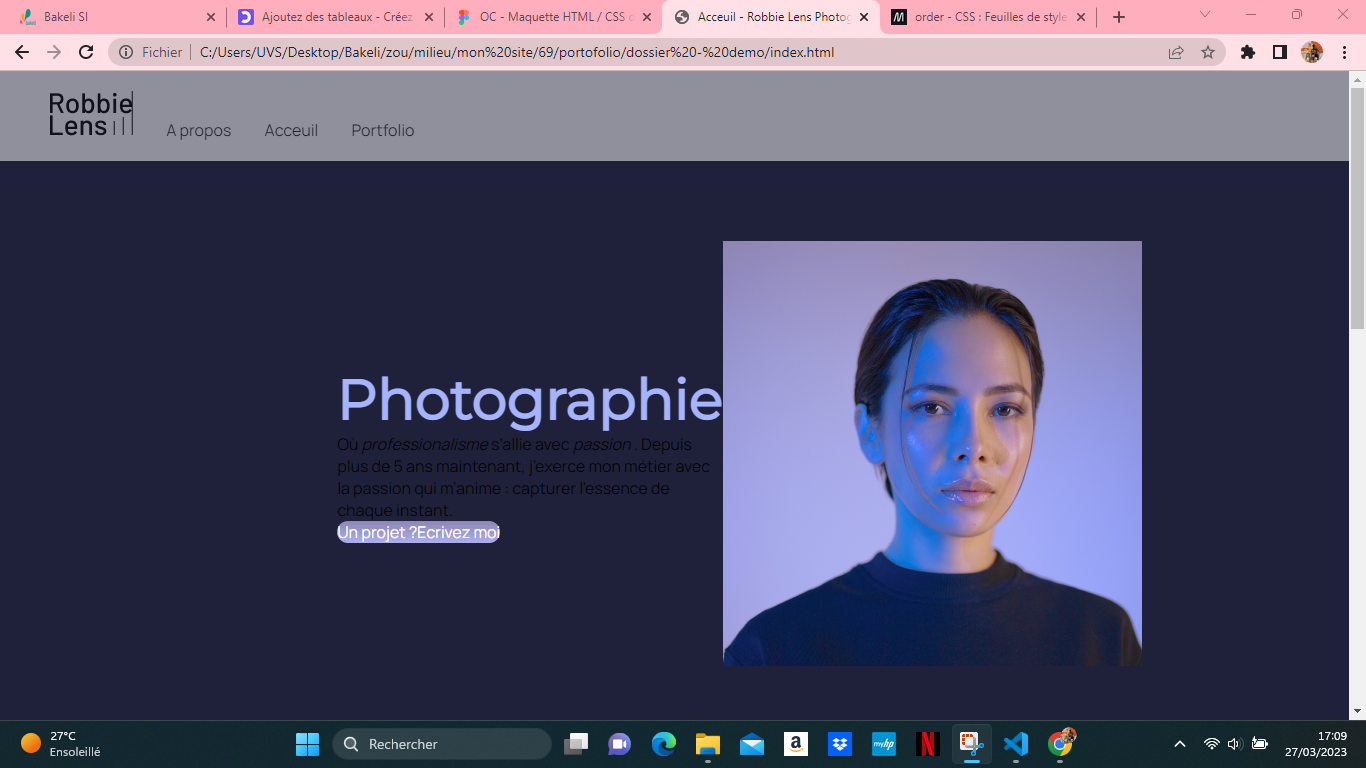 Bakeli SI
Ajoutez des tableaux - Créez
OC - Maquette HTML / CSS
Acceuil - Robbie Lens Photog
order - CSS : Feuilles de style
Fichier
C:/Users/UVS/Desktop/Bakeli/zou/milieu/mon%20site/69/portofolio/dossier%20-%20demo/index.html
Robbie
Lens
A propos
Acceuil
Portfolio
Photographie
Où professionalisme s'allie avec passion . Depuis
plus de 5 ans maintenant, j'exerce mon métier avec
la passion qui m'anime : capturer l'essence de
chaque instant.
Un projet ?Ecrivez moi
27°C
Ensoleillé
Rechercher
myhp
17:09
27/03/2023